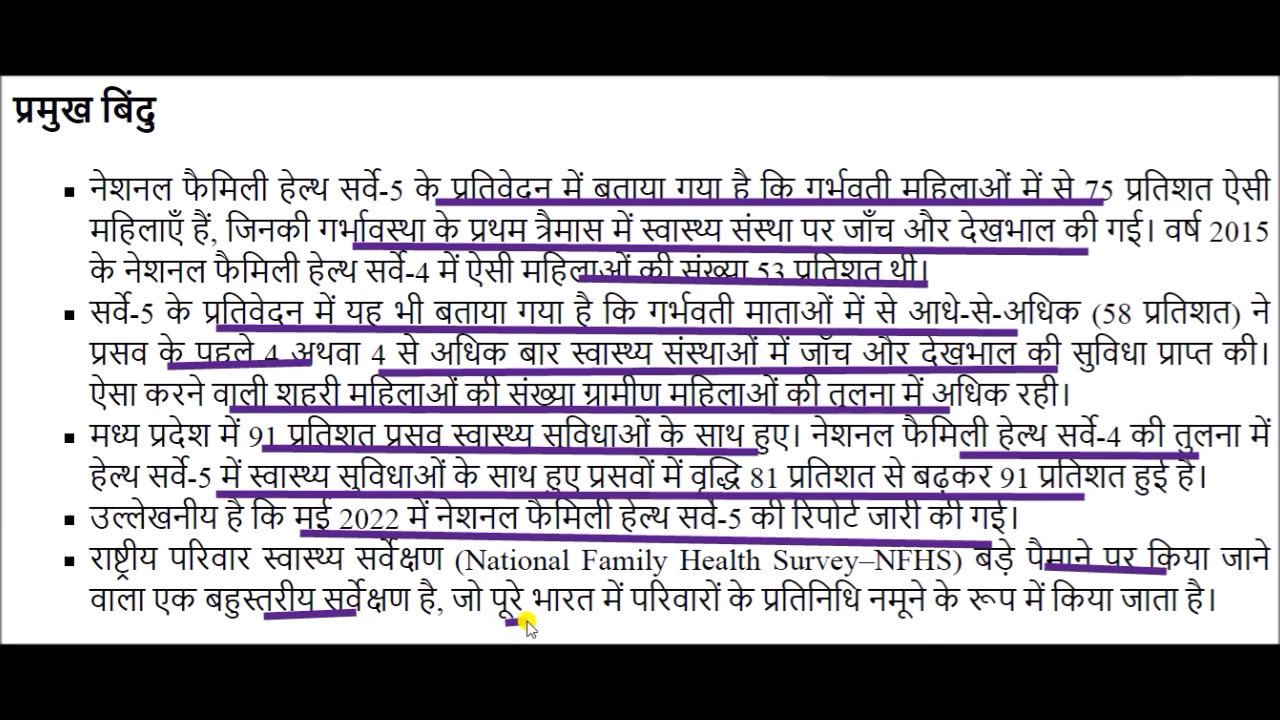 प्रमुख बिंदु
▪ नेशनल फैमिली हेल्थ सर्वे-5 के प्रतिवेदन में बताया गया है कि गर्भवती महिलाओं में से 75 प्रतिशत ऐसी
महिलाएँ हैं, जिनकी गर्भावस्था के प्रथम त्रैमास में स्वास्थ्य संस्था पर जाँच और देखभाल की गई। वर्ष 2015
के नेशनल फैमिली हेल्थ सर्वे-4 में ऐसी महिलाओं की संख्या 53 प्रतिशत थी।
▪ सर्वे-5 के प्रतिवेदन में यह भी बताया गया है कि गर्भवती माताओं में से आधे-से-अधिक (58 प्रतिशत) ने
प्रसव के पहले 4 अथवा 4 से अधिक बार स्वास्थ्य संस्थाओं में जाँच और देखभाल की सुविधा प्राप्त की।
ऐसा करने वाली शहरी महिलाओं की संख्या ग्रामीण महिलाओं की तुलना में अधिक रही।
▪ मध्य प्रदेश में 91 प्रतिशत प्रसव स्वास्थ्य सुविधाओं के साथ हुए। नेशनल फैमिली हेल्थ सर्वे-4 की तुलना में
हेल्थ सर्वे-5 में स्वास्थ्य सुविधाओं के साथ हुए प्रसवों में वृद्धि 81 प्रतिशत से बढ़कर 91 प्रतिशत हुई है।
▪ उल्लेखनीय है कि मई 2022 में नेशनल फैमिली हेल्थ सर्वे-5 की रिपोर्ट जारी की गई।
▪ राष्ट्रीय परिवार स्वास्थ्य सर्वेक्षण (National Family Health Survey–NFHS) बड़े पैमाने पर किया जाने
वाला एक बहुस्तरीय सर्वेक्षण है, जो पूरे भारत में परिवारों के प्रतिनिधि नमूने के रूप में किया जाता है।